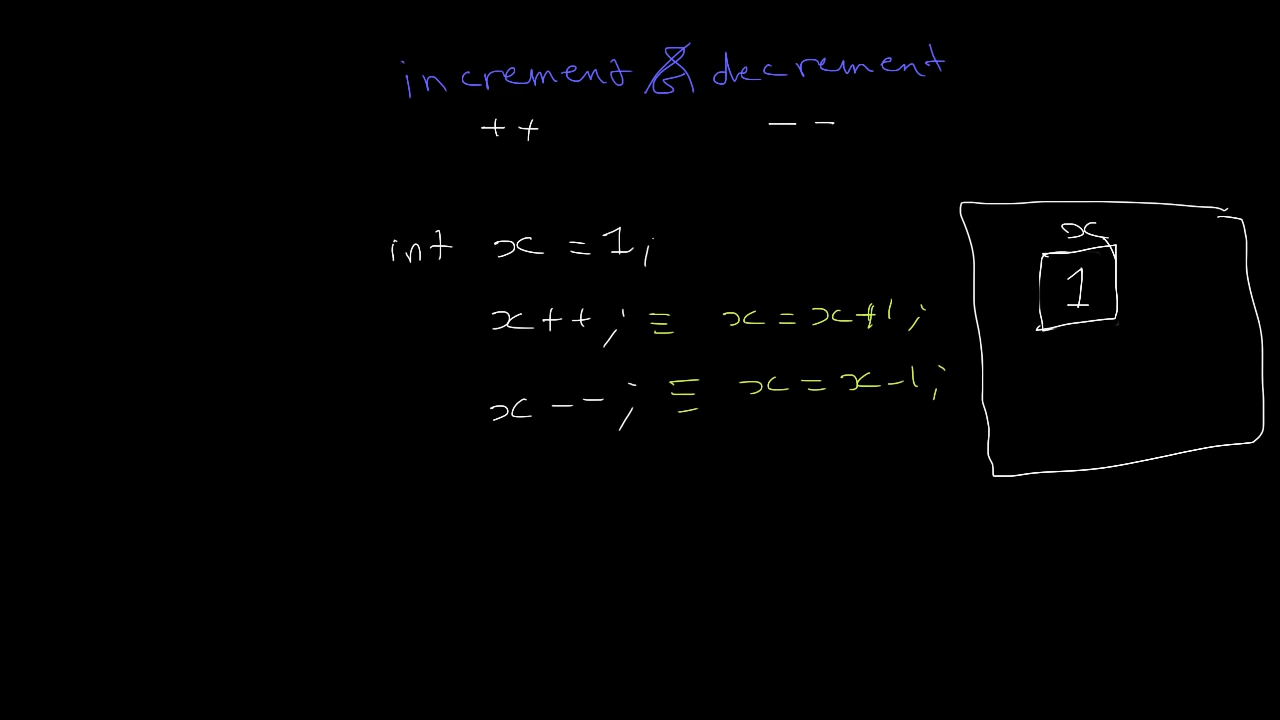 increment & decrement
++ --
int x = 1;
x++; ≡ x = x+1;
x--; ≡ x = x-1;
x
1